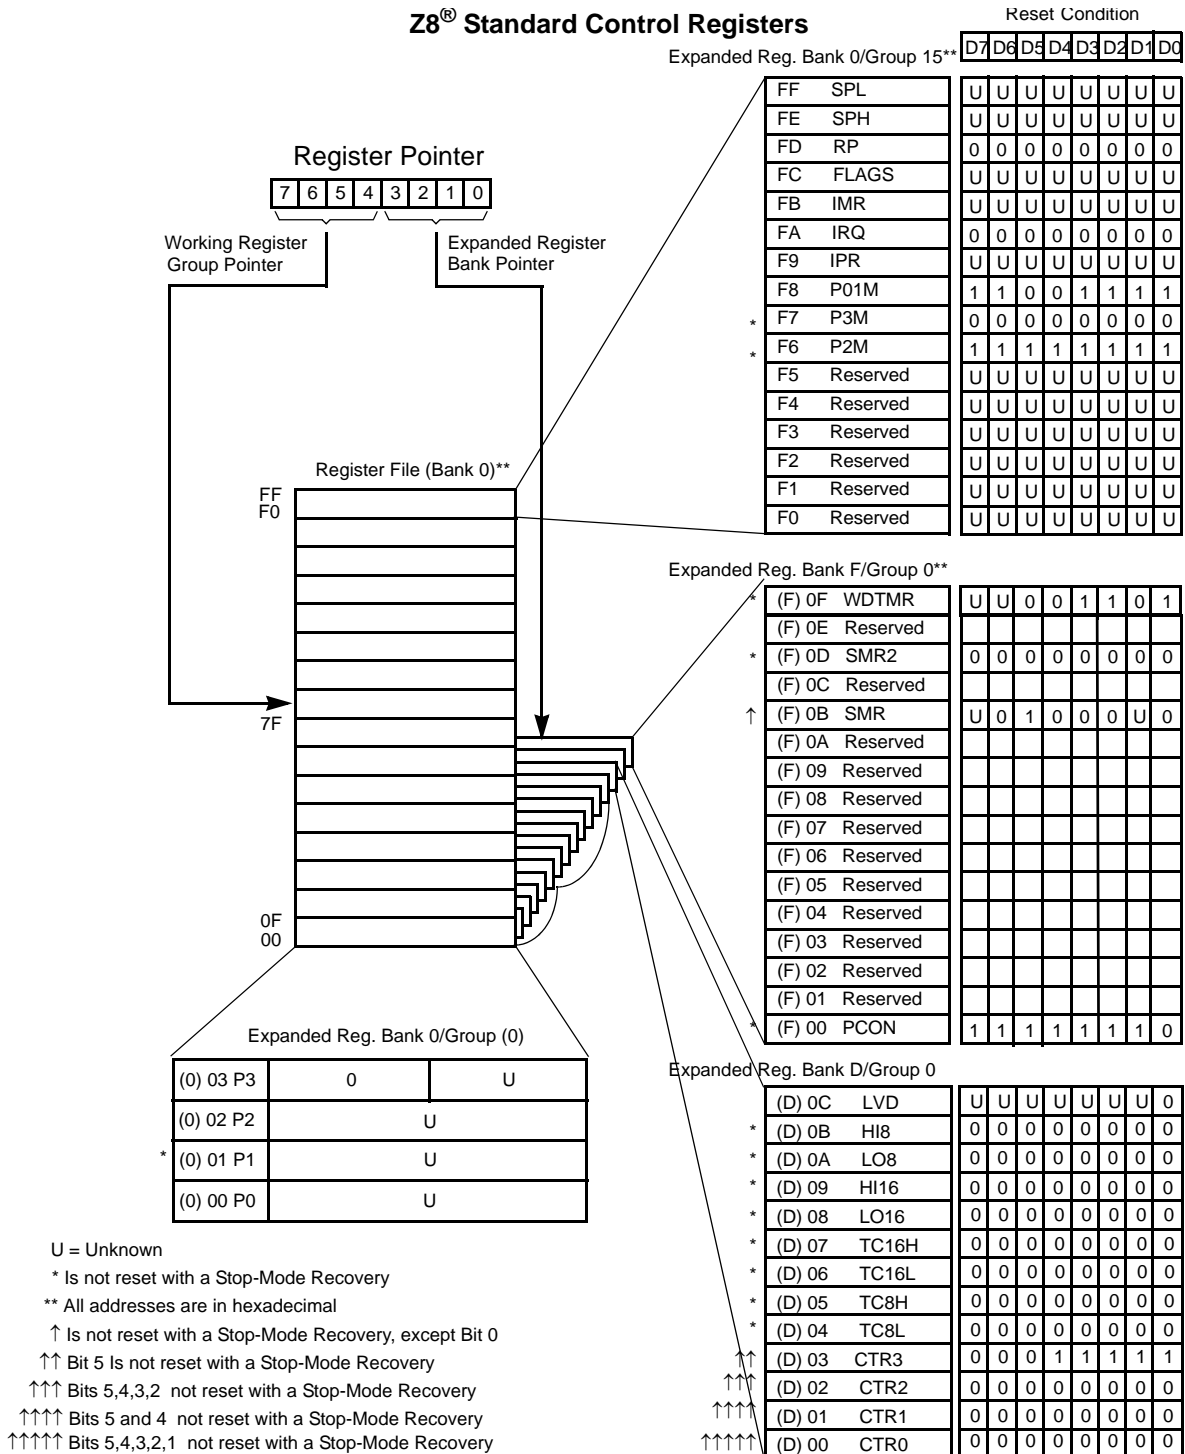 Z8® Standard Control Registers
Reset Condition
Expanded Reg. Bank 0/Group 15**
D7 D6 D5 D4 D3 D2 D1 D0
FF SPL U U U U U U U U
FE SPH U U U U U U U U
FD RP 0 0 0 0 0 0 0 0
FC FLAGS U U U U U U U U
FB IMR U U U U U U U U
FA IRQ 0 0 0 0 0 0 0 0
F9 IPR U U U U U U U U
F8 P01M 1 1 0 0 1 1 1 1
* F7 P3M 0 0 0 0 0 0 0 0
* F6 P2M 1 1 1 1 1 1 1 1
F5 Reserved U U U U U U U U
F4 Reserved U U U U U U U U
F3 Reserved U U U U U U U U
F2 Reserved U U U U U U U U
F1 Reserved U U U U U U U U
F0 Reserved U U U U U U U U
Register Pointer
7 6 5 4 3 2 1 0
Working Register
Group Pointer
Expanded Register
Bank Pointer
Register File (Bank 0)**
FF
F0
7F
0F
00
Expanded Reg. Bank F/Group 0**
* (F) 0F WDTMR U U 0 0 1 1 0 1
(F) 0E Reserved
* (F) 0D SMR2 0 0 0 0 0 0 0 0
(F) 0C Reserved
↑ (F) 0B SMR U 0 1 0 0 0 U 0
(F) 0A Reserved
(F) 09 Reserved
(F) 08 Reserved
(F) 07 Reserved
(F) 06 Reserved
(F) 05 Reserved
(F) 04 Reserved
(F) 03 Reserved
(F) 02 Reserved
(F) 01 Reserved
* (F) 00 PCON 1 1 1 1 1 1 1 0
Expanded Reg. Bank 0/Group (0)
(0) 03 P3 0 U
(0) 02 P2 U
* (0) 01 P1 U
(0) 00 P0 U
Expanded Reg. Bank D/Group 0
(D) 0C LVD U U U U U U U 0
* (D) 0B HI8 0 0 0 0 0 0 0 0
* (D) 0A LO8 0 0 0 0 0 0 0 0
* (D) 09 HI16 0 0 0 0 0 0 0 0
* (D) 08 LO16 0 0 0 0 0 0 0 0
* (D) 07 TC16H 0 0 0 0 0 0 0 0
* (D) 06 TC16L 0 0 0 0 0 0 0 0
* (D) 05 TC8H 0 0 0 0 0 0 0 0
* (D) 04 TC8L 0 0 0 0 0 0 0 0
↑↑ (D) 03 CTR3 0 0 0 1 1 1 1 1
↑↑↑ (D) 02 CTR2 0 0 0 0 0 0 0 0
↑↑↑↑ (D) 01 CTR1 0 0 0 0 0 0 0 0
↑↑↑↑↑ (D) 00 CTR0 0 0 0 0 0 0 0 0
U = Unknown
* Is not reset with a Stop-Mode Recovery
** All addresses are in hexadecimal
↑ Is not reset with a Stop-Mode Recovery, except Bit 0
↑↑ Bit 5 Is not reset with a Stop-Mode Recovery
↑↑↑ Bits 5,4,3,2 not reset with a Stop-Mode Recovery
↑↑↑↑ Bits 5 and 4 not reset with a Stop-Mode Recovery
↑↑↑↑↑ Bits 5,4,3,2,1 not reset with a Stop-Mode Recovery